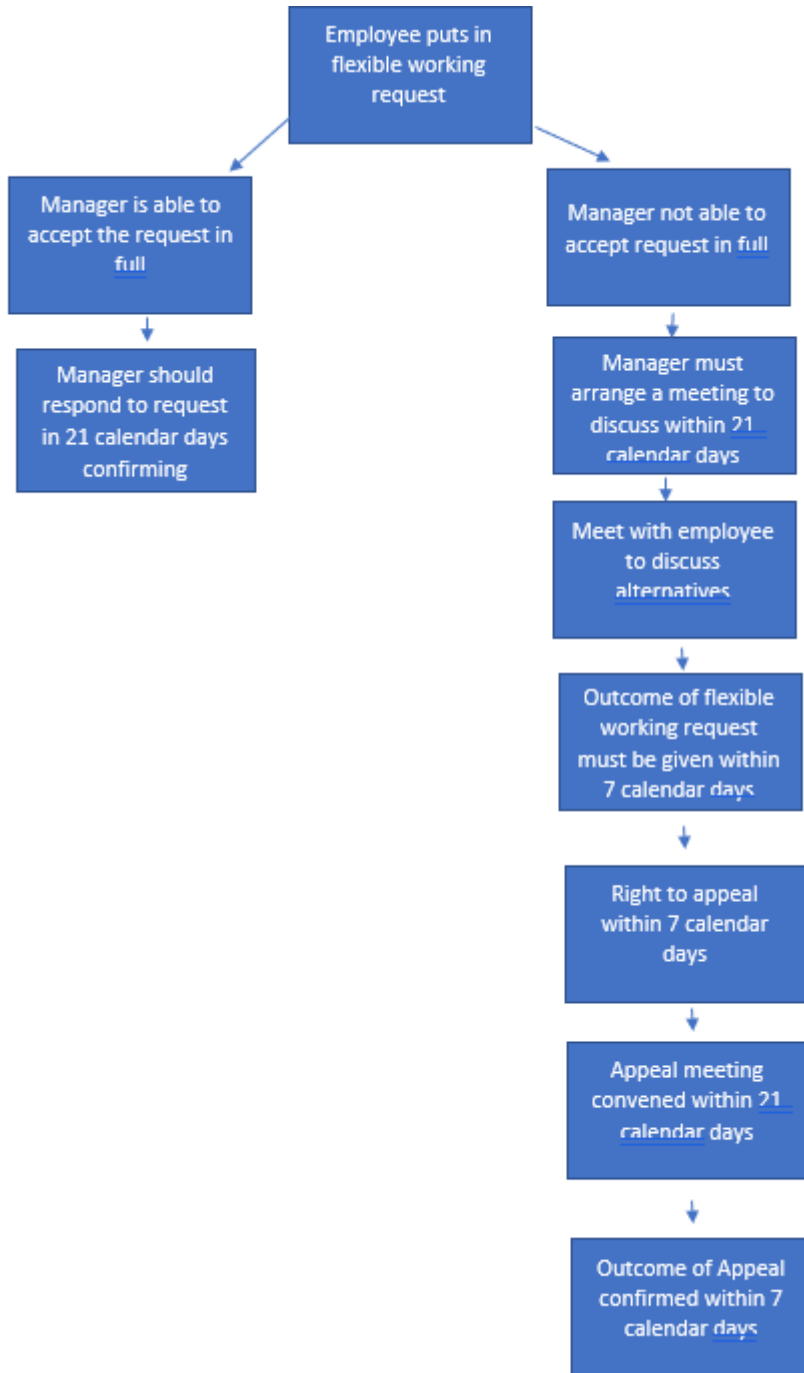 Employee puts in
flexible working
request
Manager is able to
accept the request in
full
Manager should
respond to request
in 21 calendar days
confirming
Manager not able to
accept request in full
Manager must
arrange a meeting to
discuss within 21
calendar days
Meet with employee
to discuss
alternatives
Outcome of flexible
working request
must be given within
7 calendar days
Right to appeal
within 7 calendar
days
Appeal meeting
convened within 21
calendar days
Outcome of Appeal
confirmed within 7
calendar days